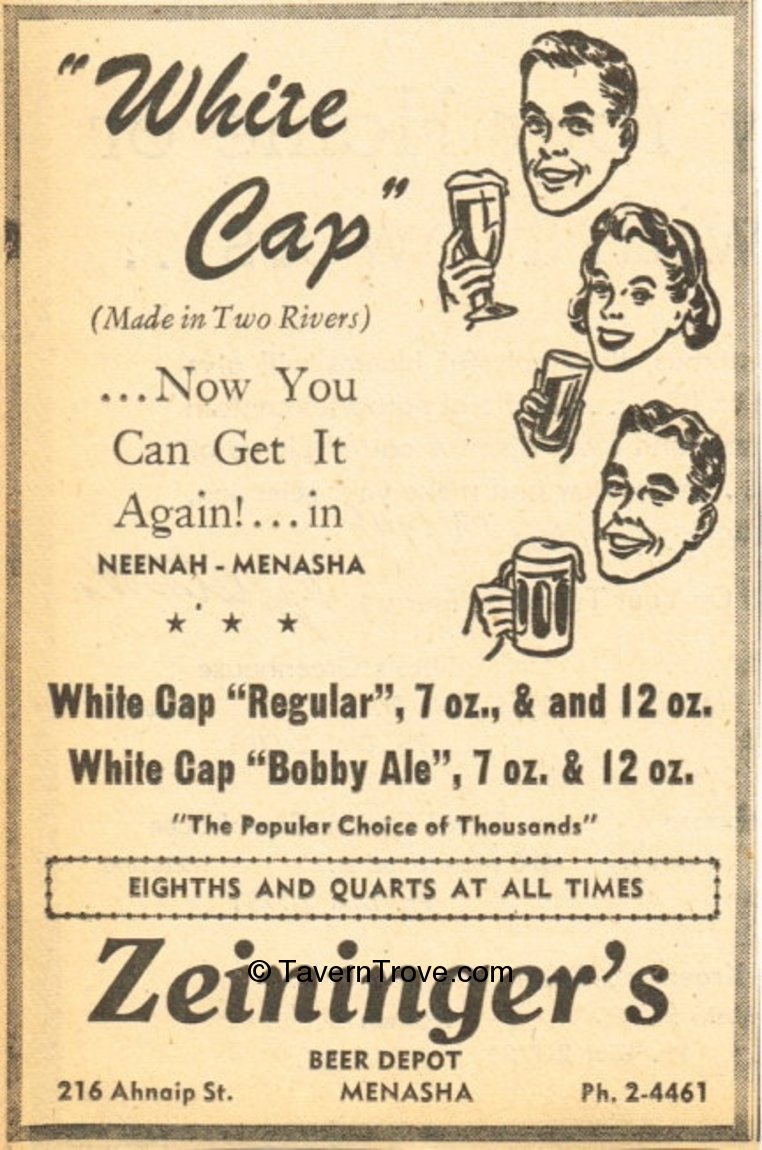 "White
Cap"
(Made in Two Rivers)
...Now You
Can Get It
Again!...in
NEENAH - MENASHA
★ ★ ★
White Cap "Regular", 7 oz., & and 12 oz.
White Cap "Bobby Ale", 7 oz. & 12 oz.
"The Popular Choice of Thousands"
EIGHTHS AND QUARTS AT ALL TIMES
Zeininger's
© TavernTrove.com
BEER DEPOT
216 Ahnaip St. MENASHA Ph. 2-4461